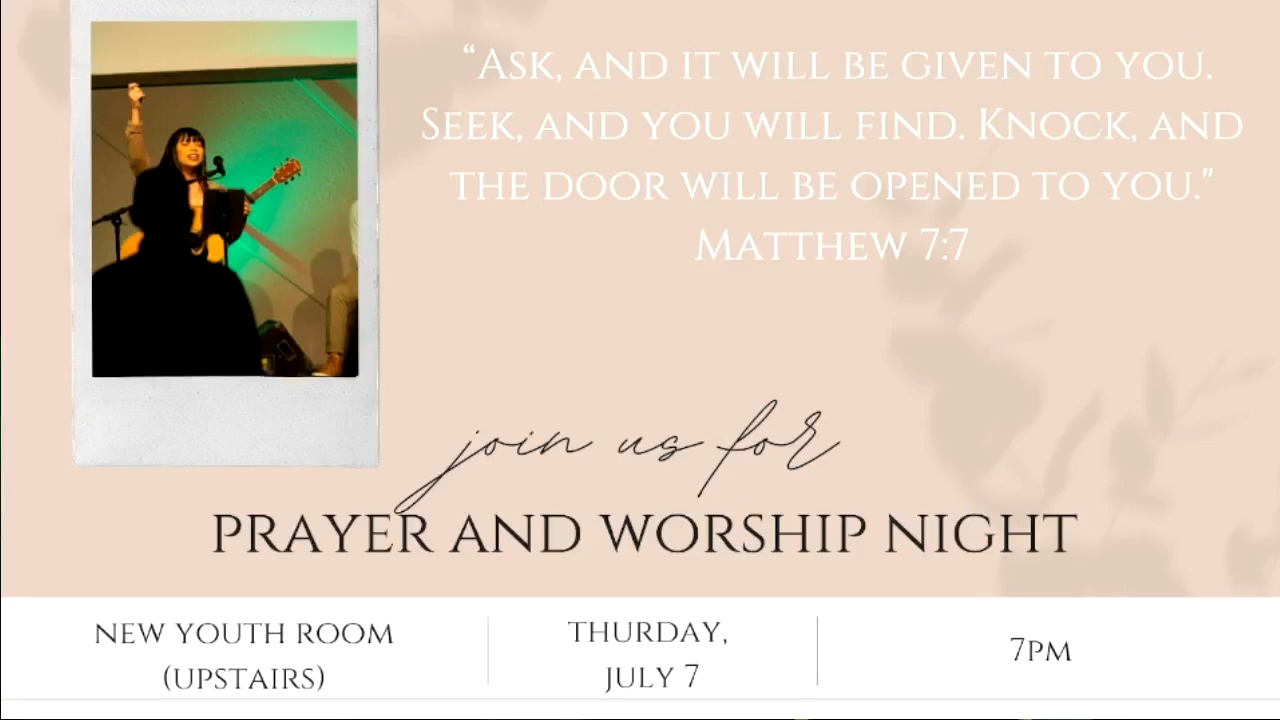 “Ask, and it will be given to you.
Seek, and you will find. Knock, and
the door will be opened to you."
Matthew 7:7
join us for
PRAYER AND WORSHIP NIGHT
NEW YOUTH ROOM
(UPSTAIRS)
THURDAY,
JULY 7
7PM